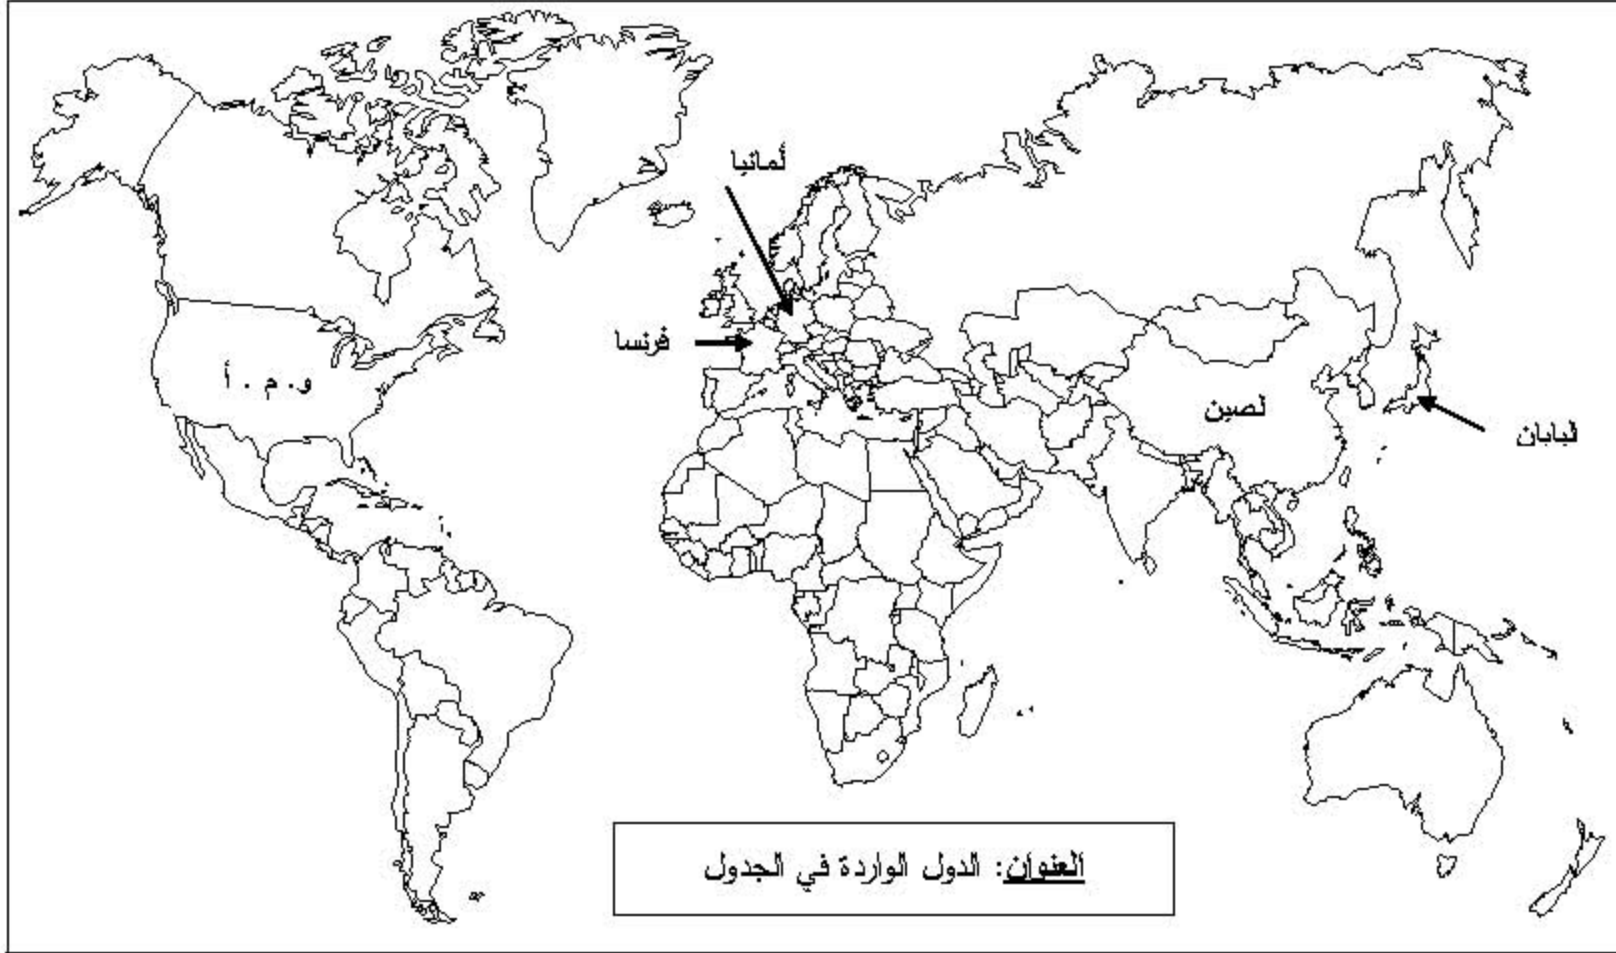 ألمانيا
فرنسا
و. م . أ
لصين
ليابان
العنوان: الدول الواردة في الجدول